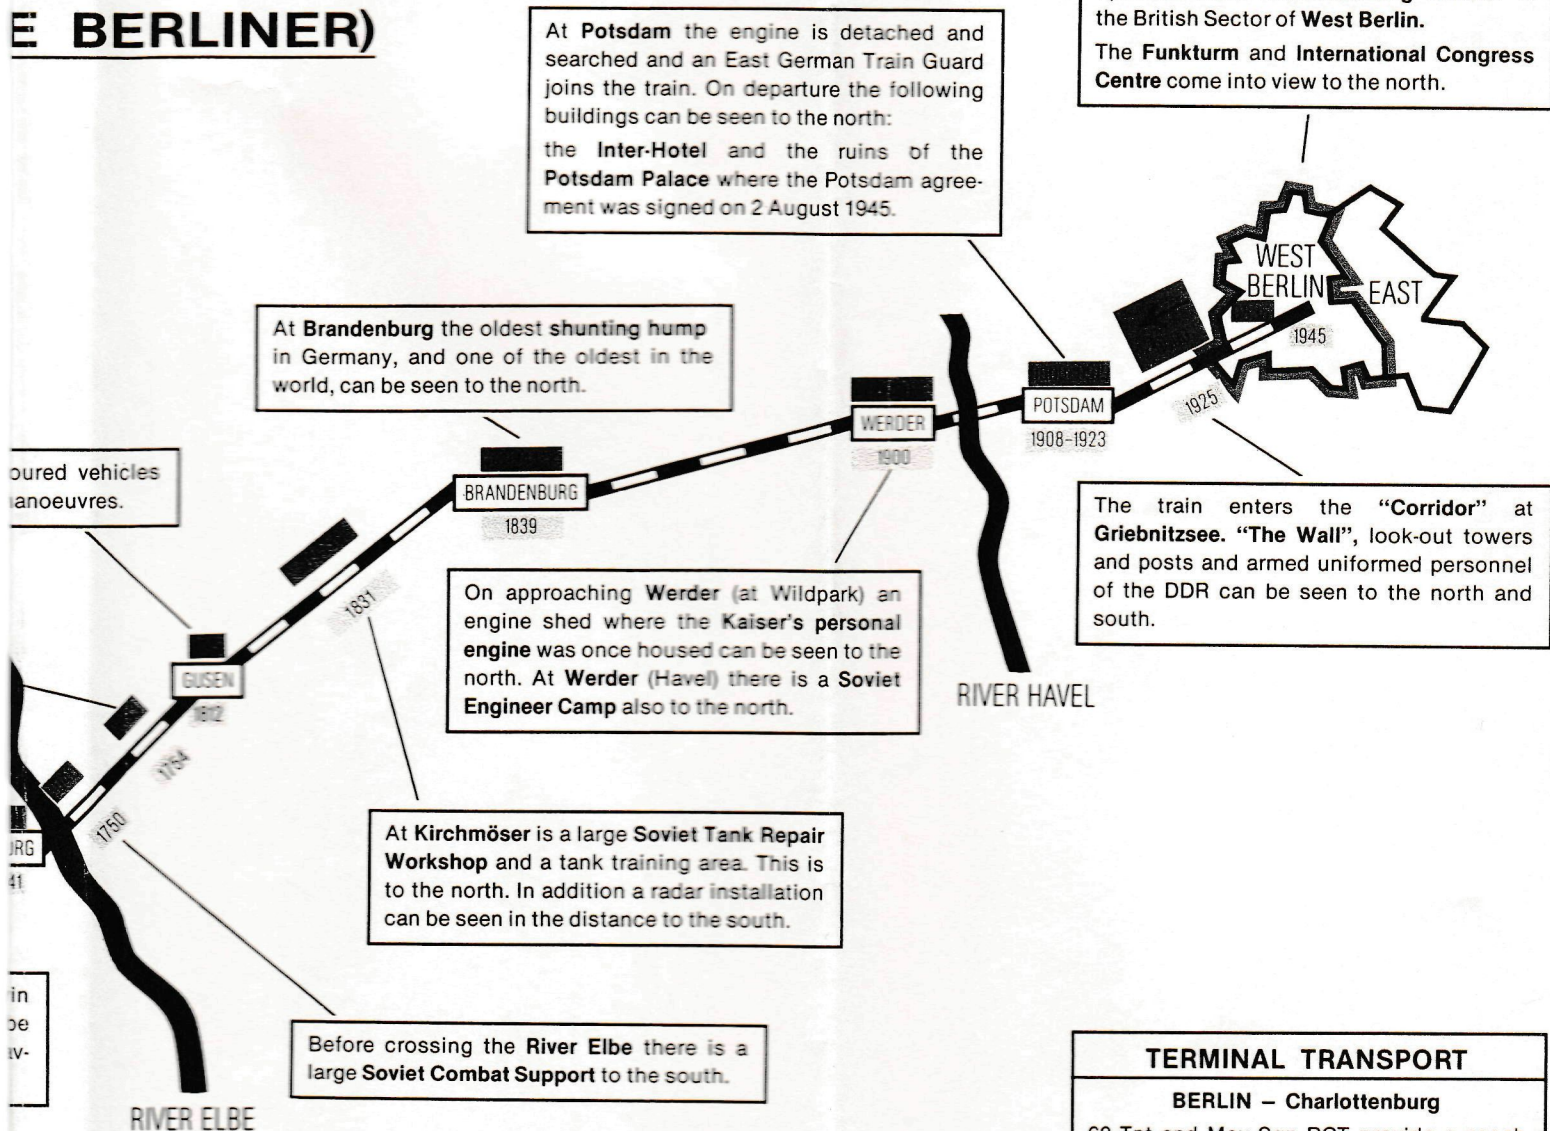 E BERLINER)
At Potsdam the engine is detached and
searched and an East German Train Guard
joins the train. On departure the following
buildings can be seen to the north:
the Inter-Hotel and the ruins of the
Potsdam Palace where the Potsdam agree-
ment was signed on 2 August 1945.
the British Sector of West Berlin.
The Funkturm and International Congress
Centre come into view to the north.
WEST
BERLIN
EAST
1945
At Brandenburg the oldest shunting hump
in Germany, and one of the oldest in the
world, can be seen to the north.
WERDER
1900
POTSDAM
1908-1923
1925
oured vehicles
anoeuvres.
BRANDENBURG
1839
The train enters the “Corridor” at
Griebnitzsee. “The Wall”, look-out towers
and posts and armed uniformed personnel
of the DDR can be seen to the north and
south.
On approaching Werder (at Wildpark) an
engine shed where the Kaiser's personal
engine was once housed can be seen to the
north. At Werder (Havel) there is a Soviet
Engineer Camp also to the north.
1831
GUSEN
1812
RIVER HAVEL
1754
1750
At Kirchmöser is a large Soviet Tank Repair
Workshop and a tank training area. This is
to the north. In addition a radar installation
can be seen in the distance to the south.
URG
41
in
be
av-
Before crossing the River Elbe there is a
large Soviet Combat Support to the south.
RIVER ELBE
TERMINAL TRANSPORT
BERLIN – Charlottenburg